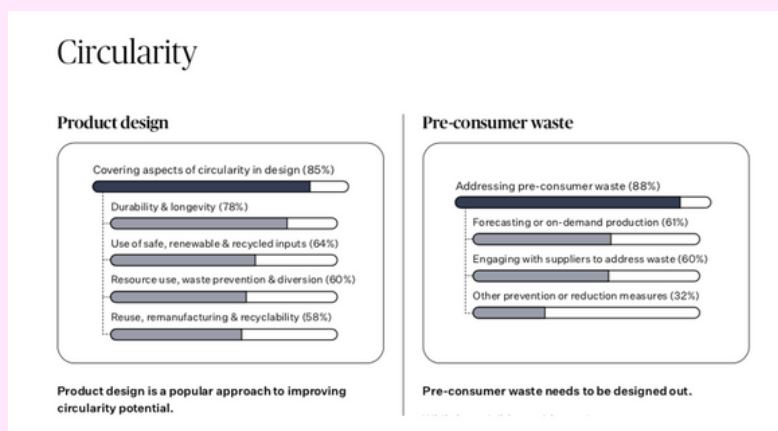 Circularity
Product design
Covering aspects of circularity in design (85%)
Durability & longevity (78%)
Use of safe, renewable & recycled inputs (64%)
Resource use, waste prevention & diversion (60%)
Reuse, remanufacturing & recyclability (58%)
Product design is a popular approach to improving
circularity potential.
Pre-consumer waste
Addressing pre-consumer waste (88%)
Forecasting or on-demand production (61%)
Engaging with suppliers to address waste (60%)
Other prevention or reduction measures (32%)
Pre-consumer waste needs to be designed out.